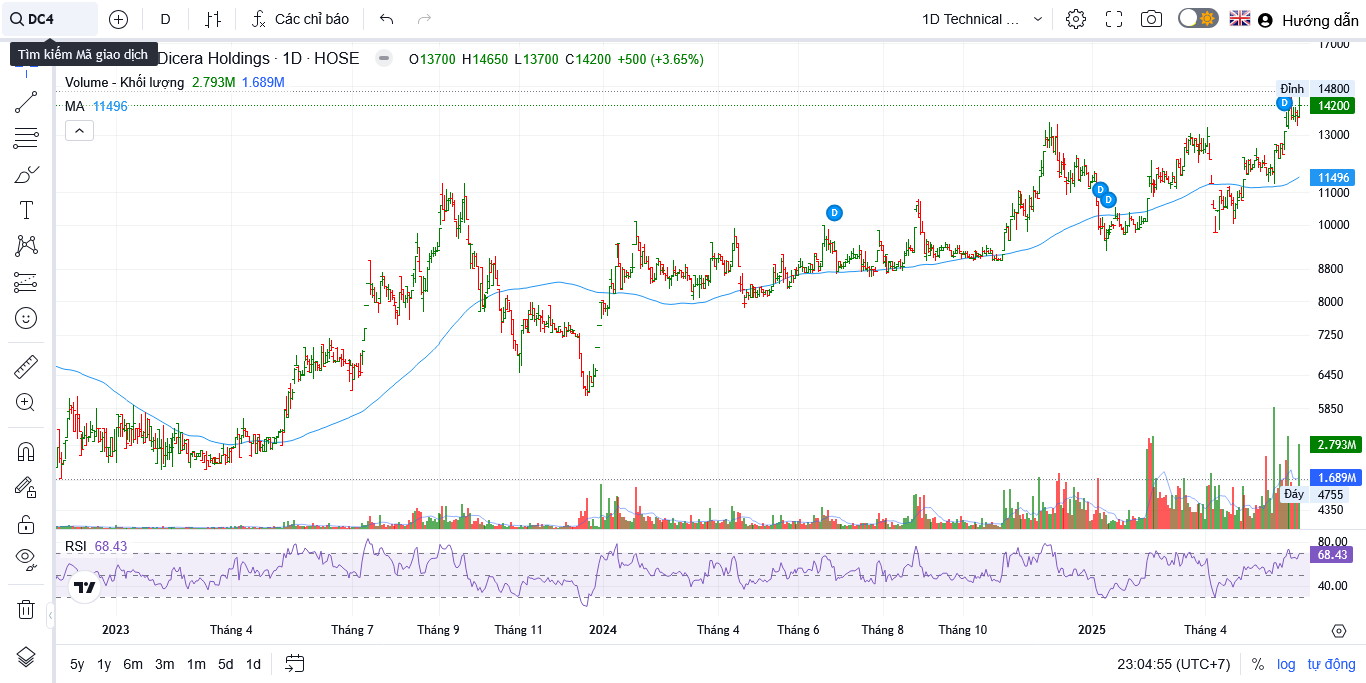 DC4 D Các chỉ báo 1D Technical ... Hướng dẫn
Tìm kiếm Mã giao dịch
Dicera Holdings · 1D · HOSE O13700 H14650 L13700 C14200 +500 (+3.65%)
Volume - Khối lượng 2.793M 1.689M
MA 11496
17000
Đỉnh 14800
D 14200
13000
D 11496
11000
D
D 10000
8800
8000
7250
6450
5850
2.793M
1.689M
Đáy 4755
4350
RSI 68.43
80.00
68.43
40.00
2023 Tháng 4 Tháng 7 Tháng 9 Tháng 11 2024 Tháng 4 Tháng 6 Tháng 8 Tháng 10 2025 Tháng 4
5y 1y 6m 3m 1m 5d 1d 23:04:55 (UTC+7) % log tự động